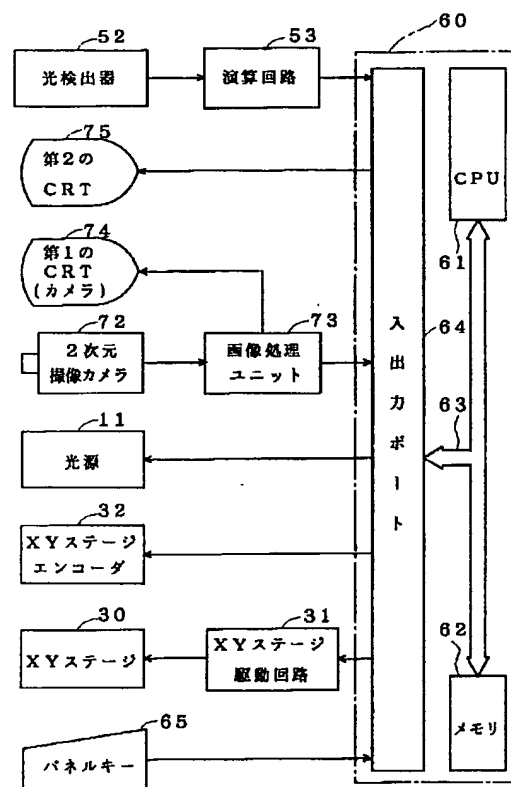 52
光検出器
53
演算回路
60
CPU
61
75
第2の
CRT
74
第1の
CRT
(カメラ)
72
2次元
撮像カメラ
73
画像処理
ユニット
入出力ポート
64
63
11
光源
32
XYステージ
エンコーダ
30
XYステージ
31
XYステージ
駆動回路
62
メモリ
65
パネルキー